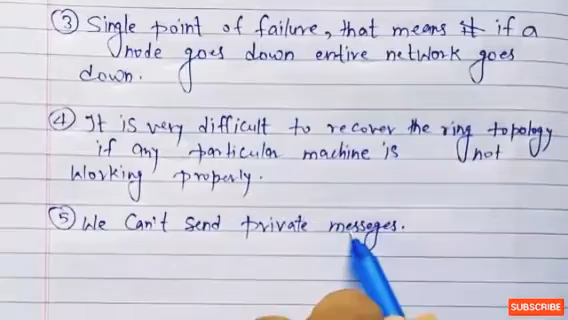 ③ Single point of failure, that means if a
node goes down entire network goes
down.
④ It is very difficult to recover the ring topology
if any particular machine is not
working properly.
⑤ We Can't Send private messeges.
SUBSCRIBE